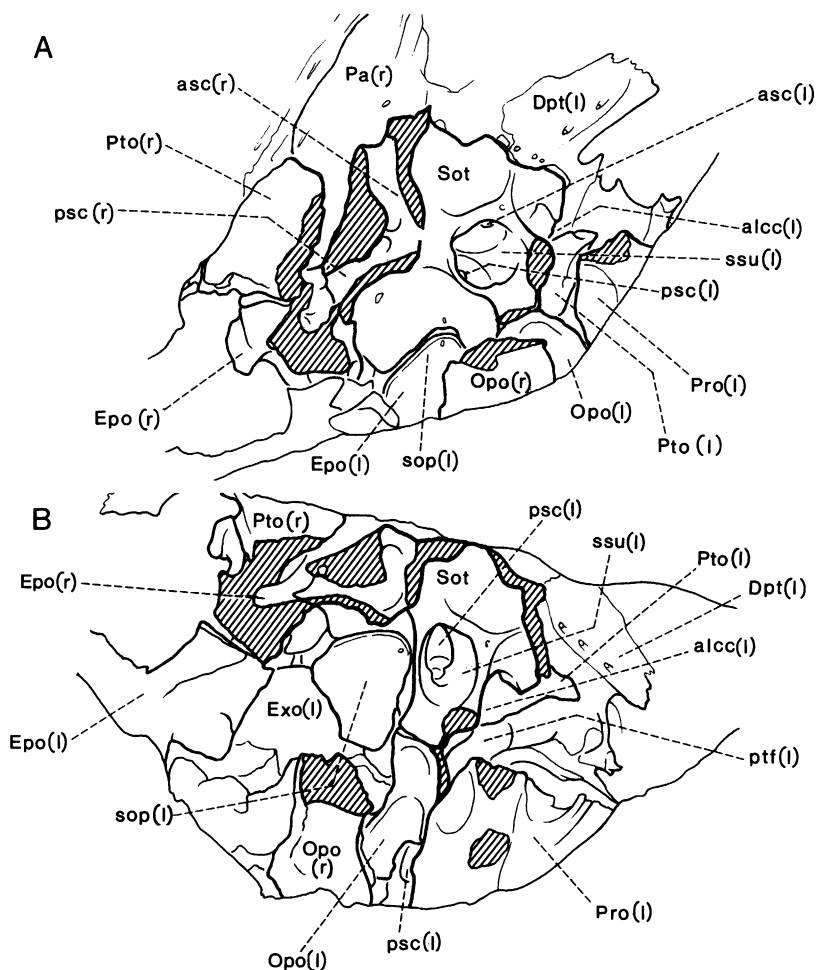 A
Pa(r)
asc(r)
Dpt(l)
asc(l)
Pto(r)
Sot
psc(r)
alcc(l)
ssu(l)
psc(l)
Pro(l)
Opo(r)
Opo(l)
Epo(r)
Pto(l)
Epo(l)
sop(l)
B
psc(l)
Pto(r)
ssu(l)
Pto(l)
Epo(r)
Sot
Dpt(l)
alcc(l)
Exo(l)
Epo(l)
ptf(l)
sop(l)
Opo
(r)
Pro(l)
psc(l)
Opo(l)